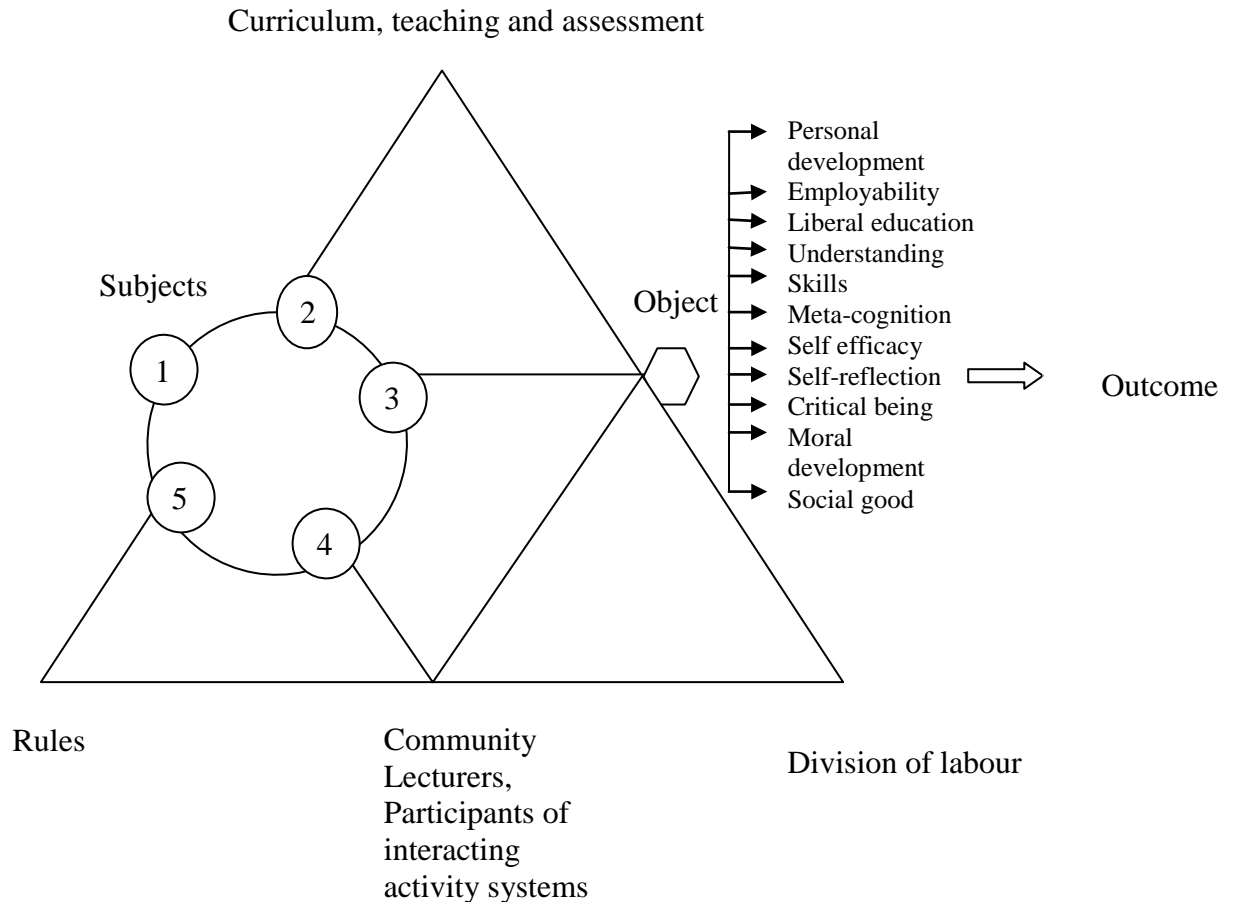 Curriculum, teaching and assessment
Personal
development
Employability
Liberal education
Understanding
Skills
Meta-cognition
Self efficacy
Self-reflection
Critical being
Moral
development
Social good
Subjects
Object
Outcome
1
2
3
4
5
Rules
Community
Lecturers,
Participants of
interacting
activity systems
Division of labour